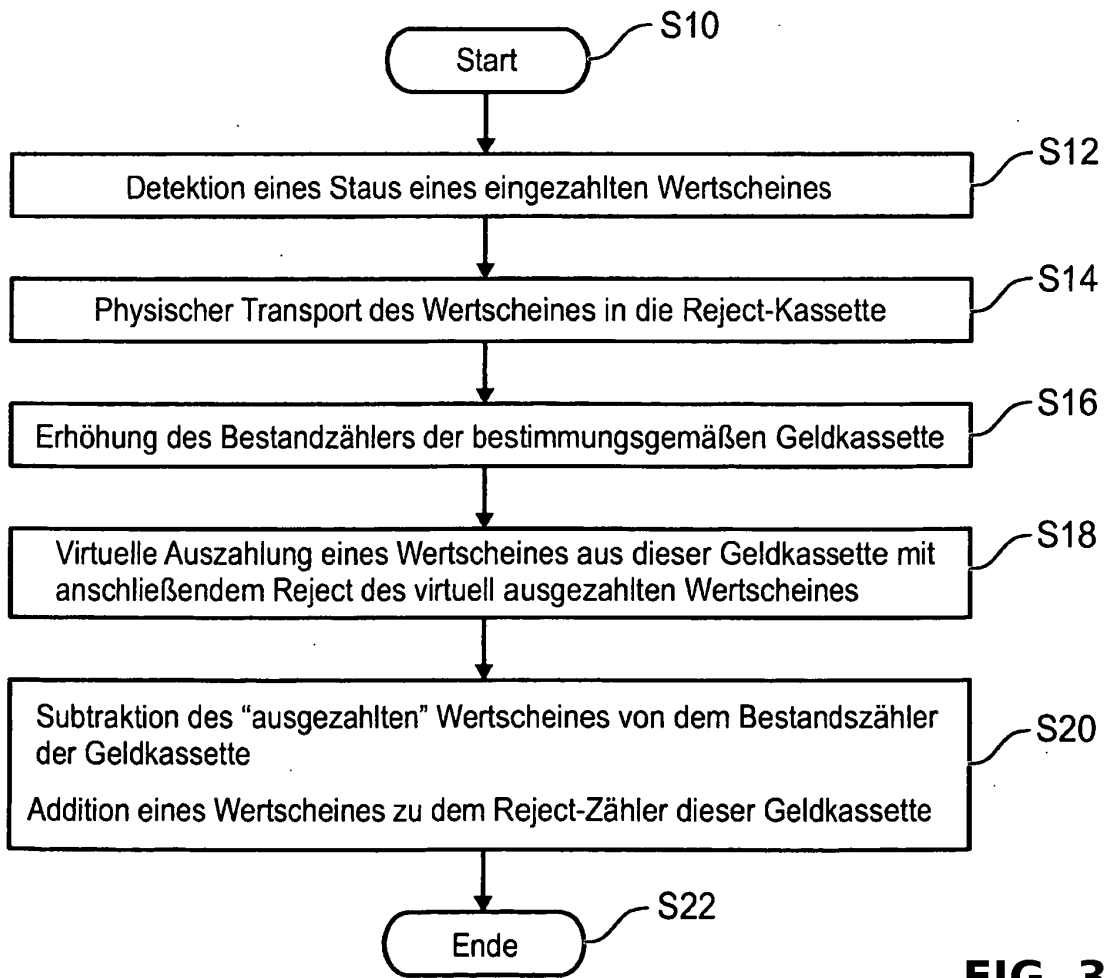 S10
Start
S12
Detektion eines Staus eines eingezahlten Wertscheines
S14
Physischer Transport des Wertscheines in die Reject-Kassette
S16
Erhöhung des Bestandzählers der bestimmungsgemäßen Geldkassette
S18
Virtuelle Auszahlung eines Wertscheines aus dieser Geldkassette mit
anschließendem Reject des virtuell ausgezahlten Wertscheines
S20
Subtraktion des “ausgezahlten” Wertscheines von dem Bestandszähler
der Geldkassette
Addition eines Wertscheines zu dem Reject-Zähler dieser Geldkassette
S22
Ende
FIG. 3